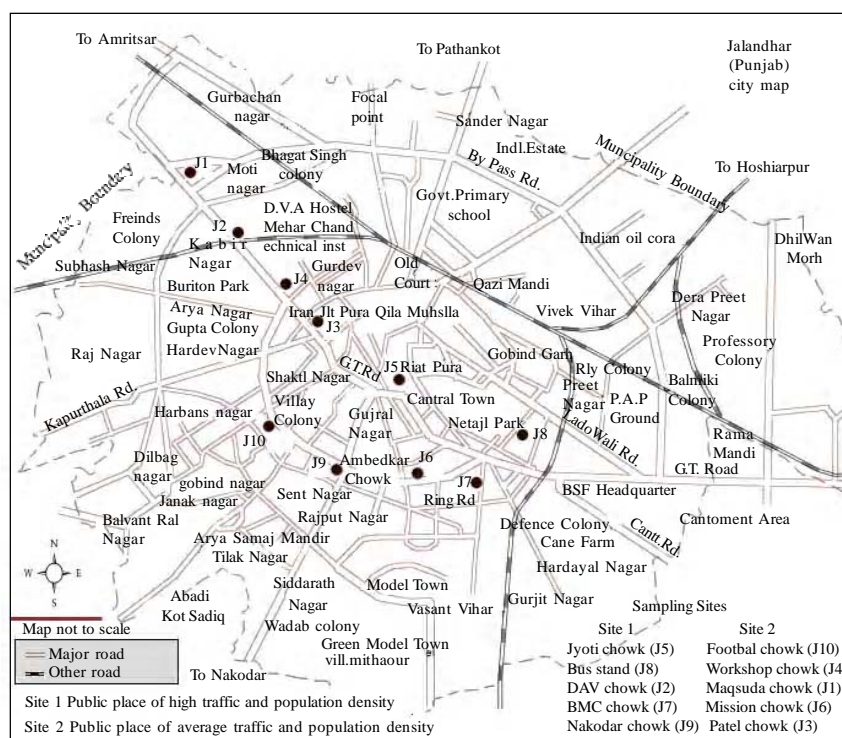 To Amritsar
To Pathankot
Jalandhar
(Punjab)
city map
Gurbachan
nagar
Focal
point
Sander Nagar
Indl.Estate
Muncipality Boundary
By Pass Rd.
To Hoshiarpur
J1
Moti
nagar
Bhagat Singh
colony
Govt.Primary
school
Muncipality Boundary
Freinds
Colony
J2
D.V.A Hostel
Mehar Chand
echnical inst
Kabir
Nagar
Indian oil cora
DhilWan
Morh
Subhash Nagar
Buriton Park
J4
Gurdev
nagar
Old
Court
Qazi Mandi
Vivek Vihar
Dera Preet
Nagar
Arya Nagar
Gupta Colony
Iran Jlt Pura Qila Muhslla
J3
Raj Nagar
HardevNagar
Gobind Garh
Professory
Colony
Kapurthala Rd.
Shaktl Nagar
G.T.Rd
J5 Riat Pura
Rly Colony
Preet
Nagar
Balmiki
Colony
Cantral Town
P.A.P
Ground
Harbans nagar
Villay
Colony
Gujral
Nagar
Netajl Park
J8
Lado Wali Rd.
Rama
Mandi
J10
Dilbag
nagar
J9
Ambedkar
Chowk
J6
J7
Ring Rd
G.T. Road
gobind nagar
Janak nagar
Sent Nagar
BSF Headquarter
Balvant Ral
Nagar
Rajput Nagar
Defence Colony
Cane Farm
Cantt.Rd.
Cantoment Area
Arya Samaj Mandir
Tilak Nagar
Hardayal Nagar
N
W E
S
Abadi
Kot Sadiq
Siddarath
Nagar
Wadab colony
Model Town
Vasant Vihar
Gurjit Nagar
Green Model Town
vill.mithaour
To Nakodar
Map not to scale
Major road
Other road
Site 1 Public place of high traffic and population density
Site 2 Public place of average traffic and population density
Sampling Sites
Site 1 Site 2
Jyoti chowk (J5) Footbal chowk (J10)
Bus stand (J8) Workshop chowk (J4
DAV chowk (J2) Maqsuda chowk (J1)
BMC chowk (J7) Mission chowk (J6)
Nakodar chowk (J9) Patel chowk (J3)